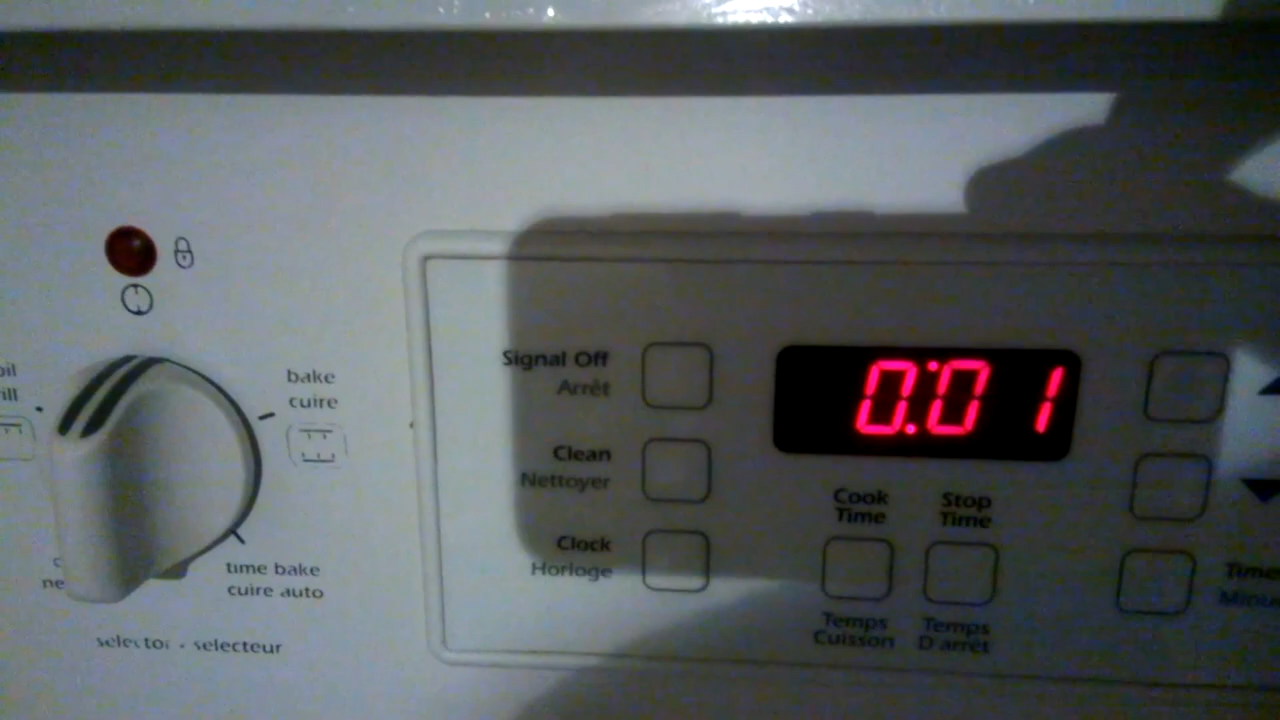 bake
cuire
time bake
cuire auto
selector - selecteur
Signal Off
Arrêt
Clean
Nettoyer
Clock
Horloge
0:01
Cook
Time
Stop
Time
Temps
Cuisson
Temps
D'arrêt